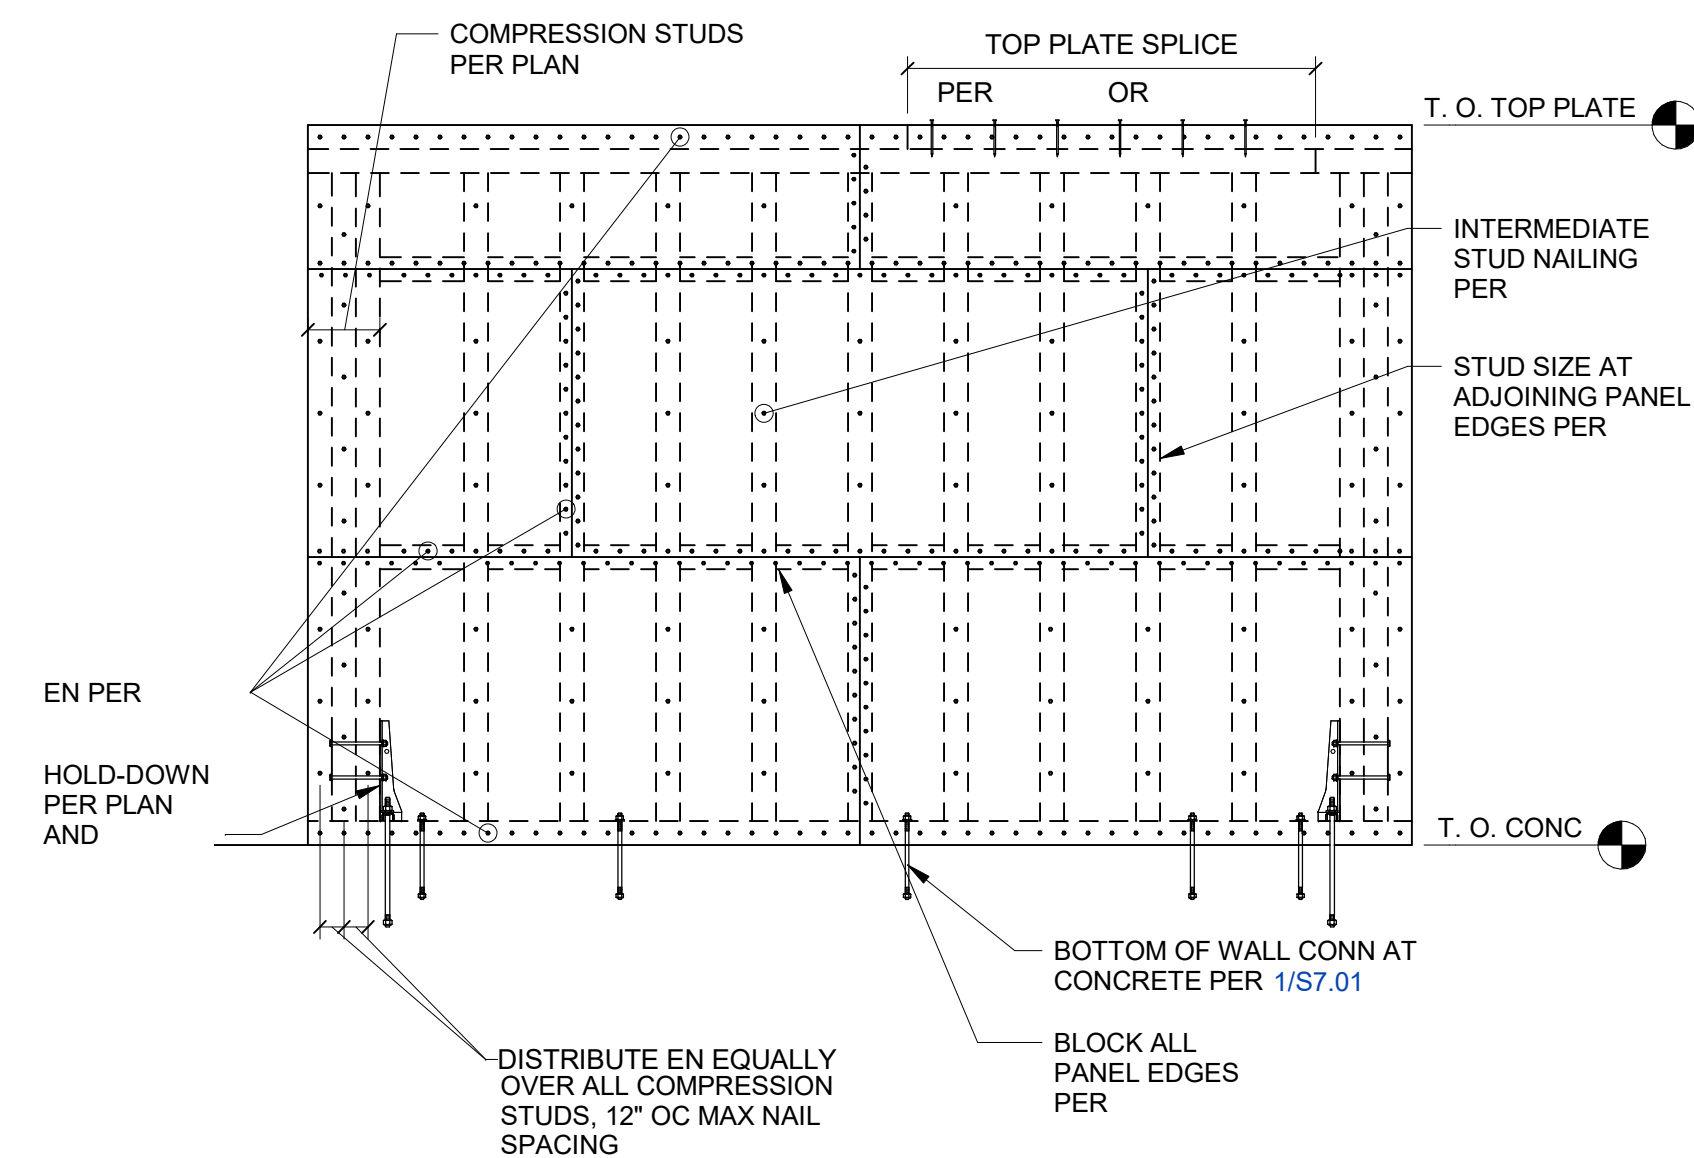 COMPRESSION STUDS
PER PLAN
TOP PLATE SPLICE
PER OR
T. O. TOP PLATE
INTERMEDIATE
STUD NAILING
PER
STUD SIZE AT
ADJOINING PANEL
EDGES PER
EN PER
HOLD-DOWN
PER PLAN
AND
T. O. CONC
BOTTOM OF WALL CONN AT
CONCRETE PER 1/S7.01
BLOCK ALL
PANEL EDGES
PER
DISTRIBUTE EN EQUALLY
OVER ALL COMPRESSION
STUDS, 12" OC MAX NAIL
SPACING